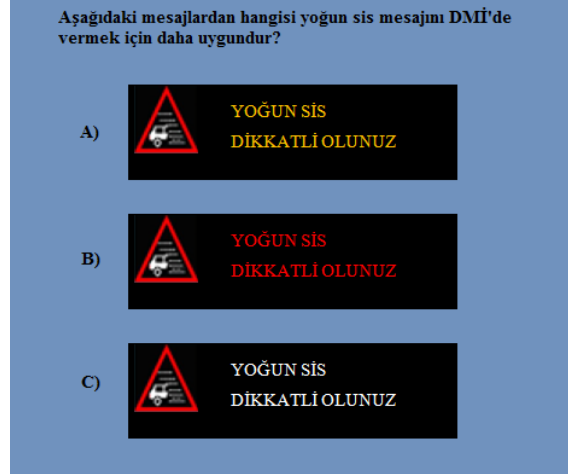 Aşağıdaki mesajlardan hangisi yoğun sis mesajını DMİ'de
vermek için daha uygundur?
A)
YOĞUN SİS
DİKKATLİ OLUNUZ
B)
YOĞUN SİS
DİKKATLİ OLUNUZ
C)
YOĞUN SİS
DİKKATLİ OLUNUZ